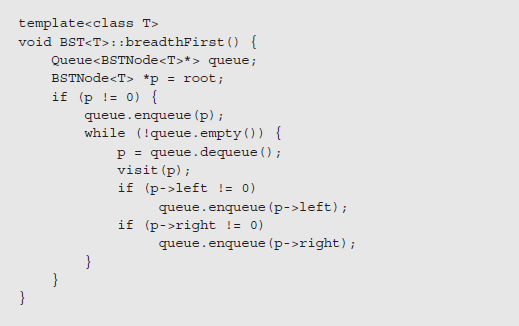 template<class T>
void BST<T>::breadthFirst() {
    Queue<BSTNode<T>*> queue;
    BSTNode<T> *p = root;
    if (p != 0) {
        queue.enqueue(p);
        while (!queue.empty()) {
            p = queue.dequeue();
            visit(p);
            if (p->left != 0)
                 queue.enqueue(p->left);
            if (p->right != 0)
                 queue.enqueue(p->right);
        }
    }
}